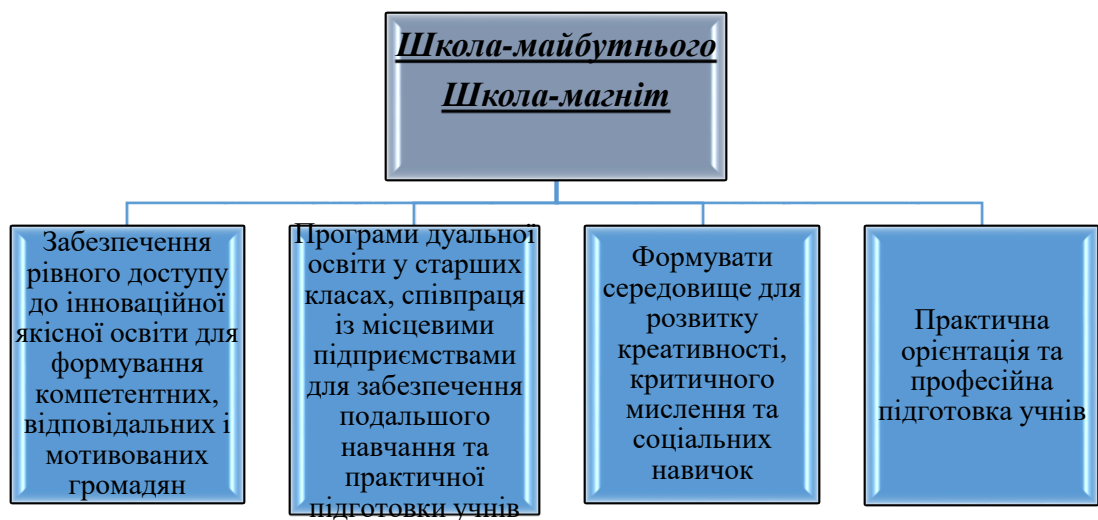 Школа-майбутнього
Школа-магніт
Забезпечення
рівного доступу
до інноваційної
якісної освіти для
формування
компетентних,
відповідальних і
мотивованих
громадян
Програми дуальної
освіти у старших
класах, співпраця
із місцевими
підприємствами
для забезпечення
подальшого
навчання та
практичної
підготовки учнів
Формувати
середовище для
розвитку
креативності,
критичного
мислення та
соціальних
навичок
Практична
орієнтація та
професійна
підготовка учнів